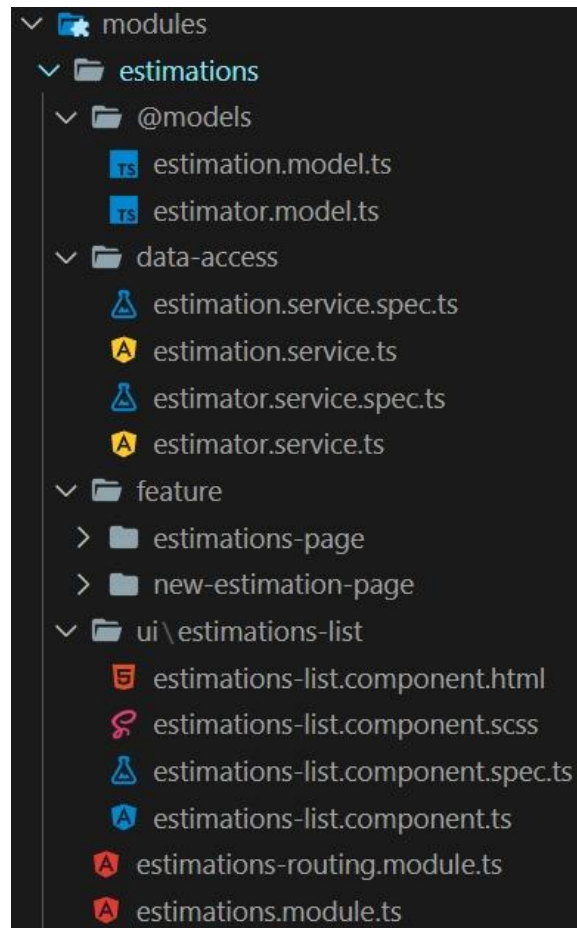 modules
estimations
@models
TS estimation.model.ts
TS estimator.model.ts
data-access
estimation.service.spec.ts
A estimation.service.ts
estimator.service.spec.ts
A estimator.service.ts
feature
estimations-page
new-estimation-page
ui\estimations-list
5 estimations-list.component.html
estimations-list.component.scss
estimations-list.component.spec.ts
A estimations-list.component.ts
A estimations-routing.module.ts
A estimations.module.ts